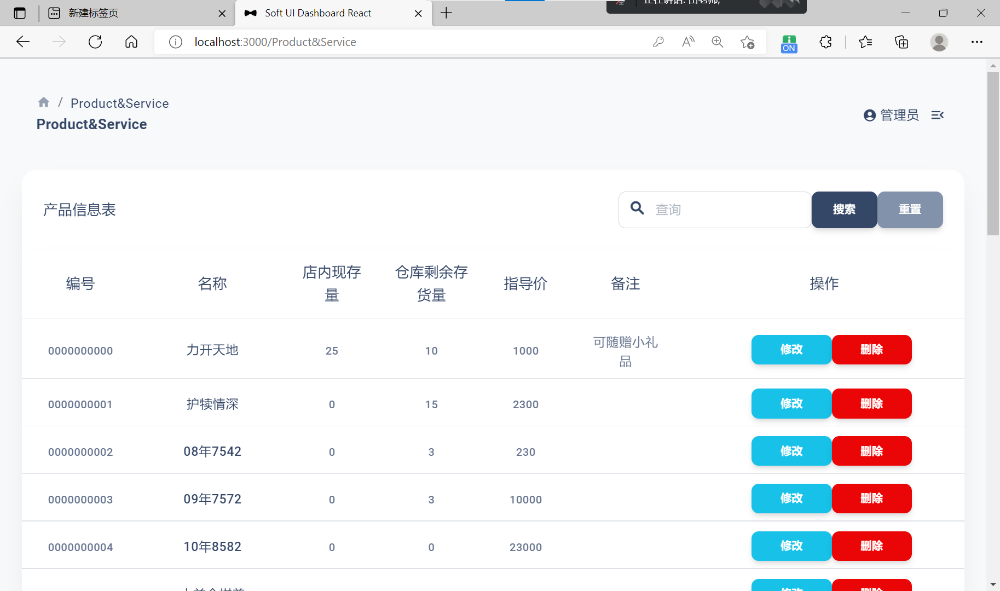 新建标签页
Soft UI Dashboard React
localhost:3000/Product&Service
ON
/ Product&Service
Product&Service
管理员
产品信息表
查询
搜索
重置
编号
名称
店内现存
量
仓库剩余存
货量
指导价
备注
操作
0000000000 力开天地 25 10 1000 可随赠小礼
品
修改 删除
0000000001 护犊情深 0 15 2300 修改 删除
0000000002 08年7542 0 3 230 修改 删除
0000000003 09年7572 0 3 10000 修改 删除
0000000004 10年8582 0 0 23000 修改 删除